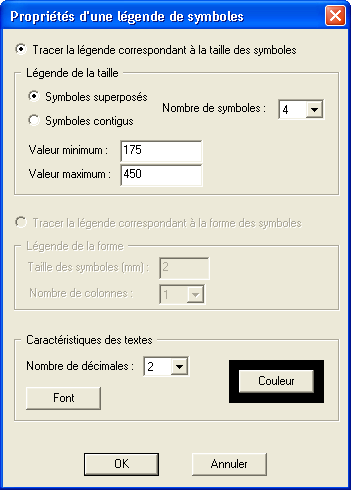 Propriétés d'une légende de symboles
Tracer la légende correspondant à la taille des symboles
Légende de la taille
Symboles superposés
Nombre de symboles : 4
Symboles contigus
Valeur minimum : 175
Valeur maximum : 450
Tracer la légende correspondant à la forme des symboles
Légende de la forme
Taille des symboles (mm) : 2
Nombre de colonnes : 1
Caractéristiques des textes
Nombre de décimales : 2
Couleur
Font
OK Annuler